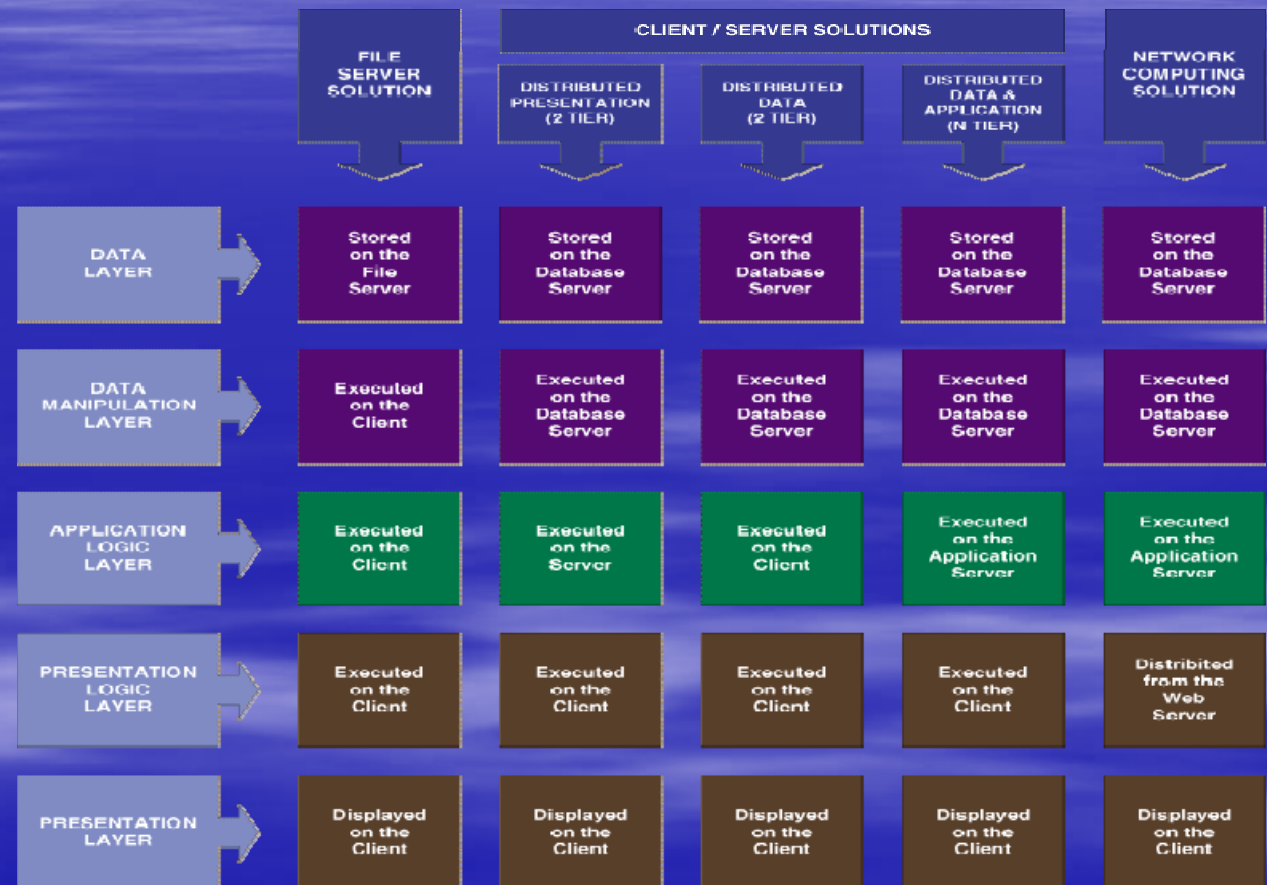 FILE
SERVER
SOLUTION
CLIENT / SERVER SOLUTIONS
DISTRIBUTED
PRESENTATION
(2 TIER)
DISTRIBUTED
DATA
(2 TIER)
DISTRIBUTED
DATA &
APPLICATION
(N TIER)
NETWORK
COMPUTING
SOLUTION
DATA
LAYER
Stored
on the
File
Server
Stored
on the
Database
Server
Stored
on the
Database
Server
Stored
on the
Database
Server
Stored
on the
Database
Server
DATA
MANIPULATION
LAYER
Executed
on the
Client
Executed
on the
Database
Server
Executed
on the
Database
Server
Executed
on the
Database
Server
Executed
on the
Database
Server
APPLICATION
LOGIC
LAYER
Executed
on the
Client
Executed
on the
Server
Executed
on the
Client
Executed
on the
Application
Server
Executed
on the
Application
Server
PRESENTATION
LOGIC
LAYER
Executed
on the
Client
Executed
on the
Client
Executed
on the
Client
Executed
on the
Client
Distribited
from the
Web
Server
PRESENTATION
LAYER
Displayed
on the
Client
Displayed
on the
Client
Displayed
on the
Client
Displayed
on the
Client
Displayed
on the
Client